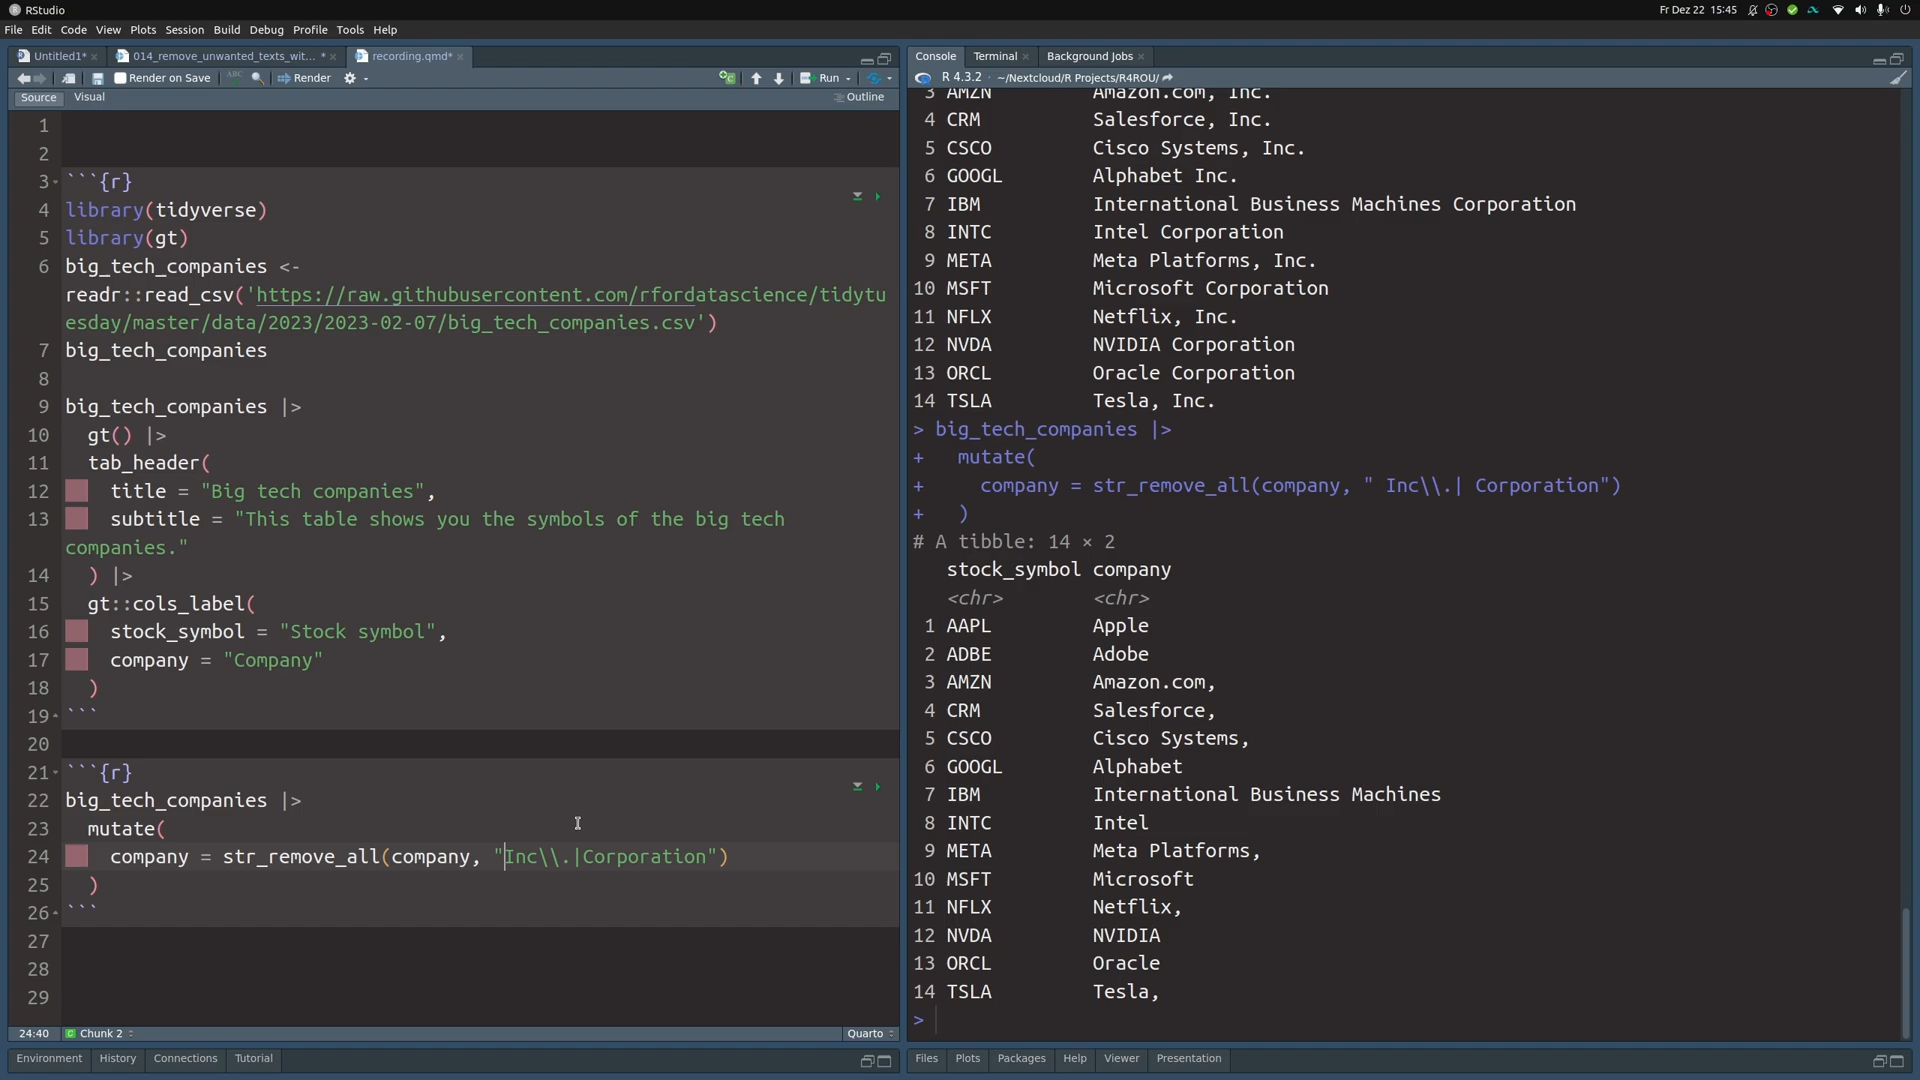 RStudio
Fr Dez 22 15:45
File Edit Code View Plots Session Build Debug Profile Tools Help
Untitled1* × 014_remove_unwanted_texts_wit... * × recording.qmd* ×
Render on Save ABC Render Run
Source Visual Outline
1
2
3 ```{r}
4 library(tidyverse)
5 library(gt)
6 big_tech_companies <-
readr::read_csv('https://raw.githubusercontent.com/rfordatascience/tidytu
esday/master/data/2023/2023-02-07/big_tech_companies.csv')
7 big_tech_companies
8
9 big_tech_companies |>
10 gt() |>
11 tab_header(
12 title = "Big tech companies",
13 subtitle = "This table shows you the symbols of the big tech
companies."
14 ) |>
15 gt::cols_label(
16 stock_symbol = "Stock symbol",
17 company = "Company"
18 )
19 ```
20
21 ```{r}
22 big_tech_companies |>
23 mutate(
24 company = str_remove_all(company, "Inc\\.|Corporation")
25 )
26 ```
27
28
29
24:40 Chunk 2 Quarto
Environment History Connections Tutorial
Console Terminal × Background Jobs ×
R 4.3.2 · ~/Nextcloud/R Projects/R4ROU/
3 AMZN Amazon.com, Inc.
4 CRM Salesforce, Inc.
5 CSCO Cisco Systems, Inc.
6 GOOGL Alphabet Inc.
7 IBM International Business Machines Corporation
8 INTC Intel Corporation
9 META Meta Platforms, Inc.
10 MSFT Microsoft Corporation
11 NFLX Netflix, Inc.
12 NVDA NVIDIA Corporation
13 ORCL Oracle Corporation
14 TSLA Tesla, Inc.
> big_tech_companies |>
+ mutate(
+ company = str_remove_all(company, " Inc\\.| Corporation")
+ )
# A tibble: 14 × 2
stock_symbol company
<chr> <chr>
1 AAPL Apple
2 ADBE Adobe
3 AMZN Amazon.com,
4 CRM Salesforce,
5 CSCO Cisco Systems,
6 GOOGL Alphabet
7 IBM International Business Machines
8 INTC Intel
9 META Meta Platforms,
10 MSFT Microsoft
11 NFLX Netflix,
12 NVDA NVIDIA
13 ORCL Oracle
14 TSLA Tesla,
>
Files Plots Packages Help Viewer Presentation